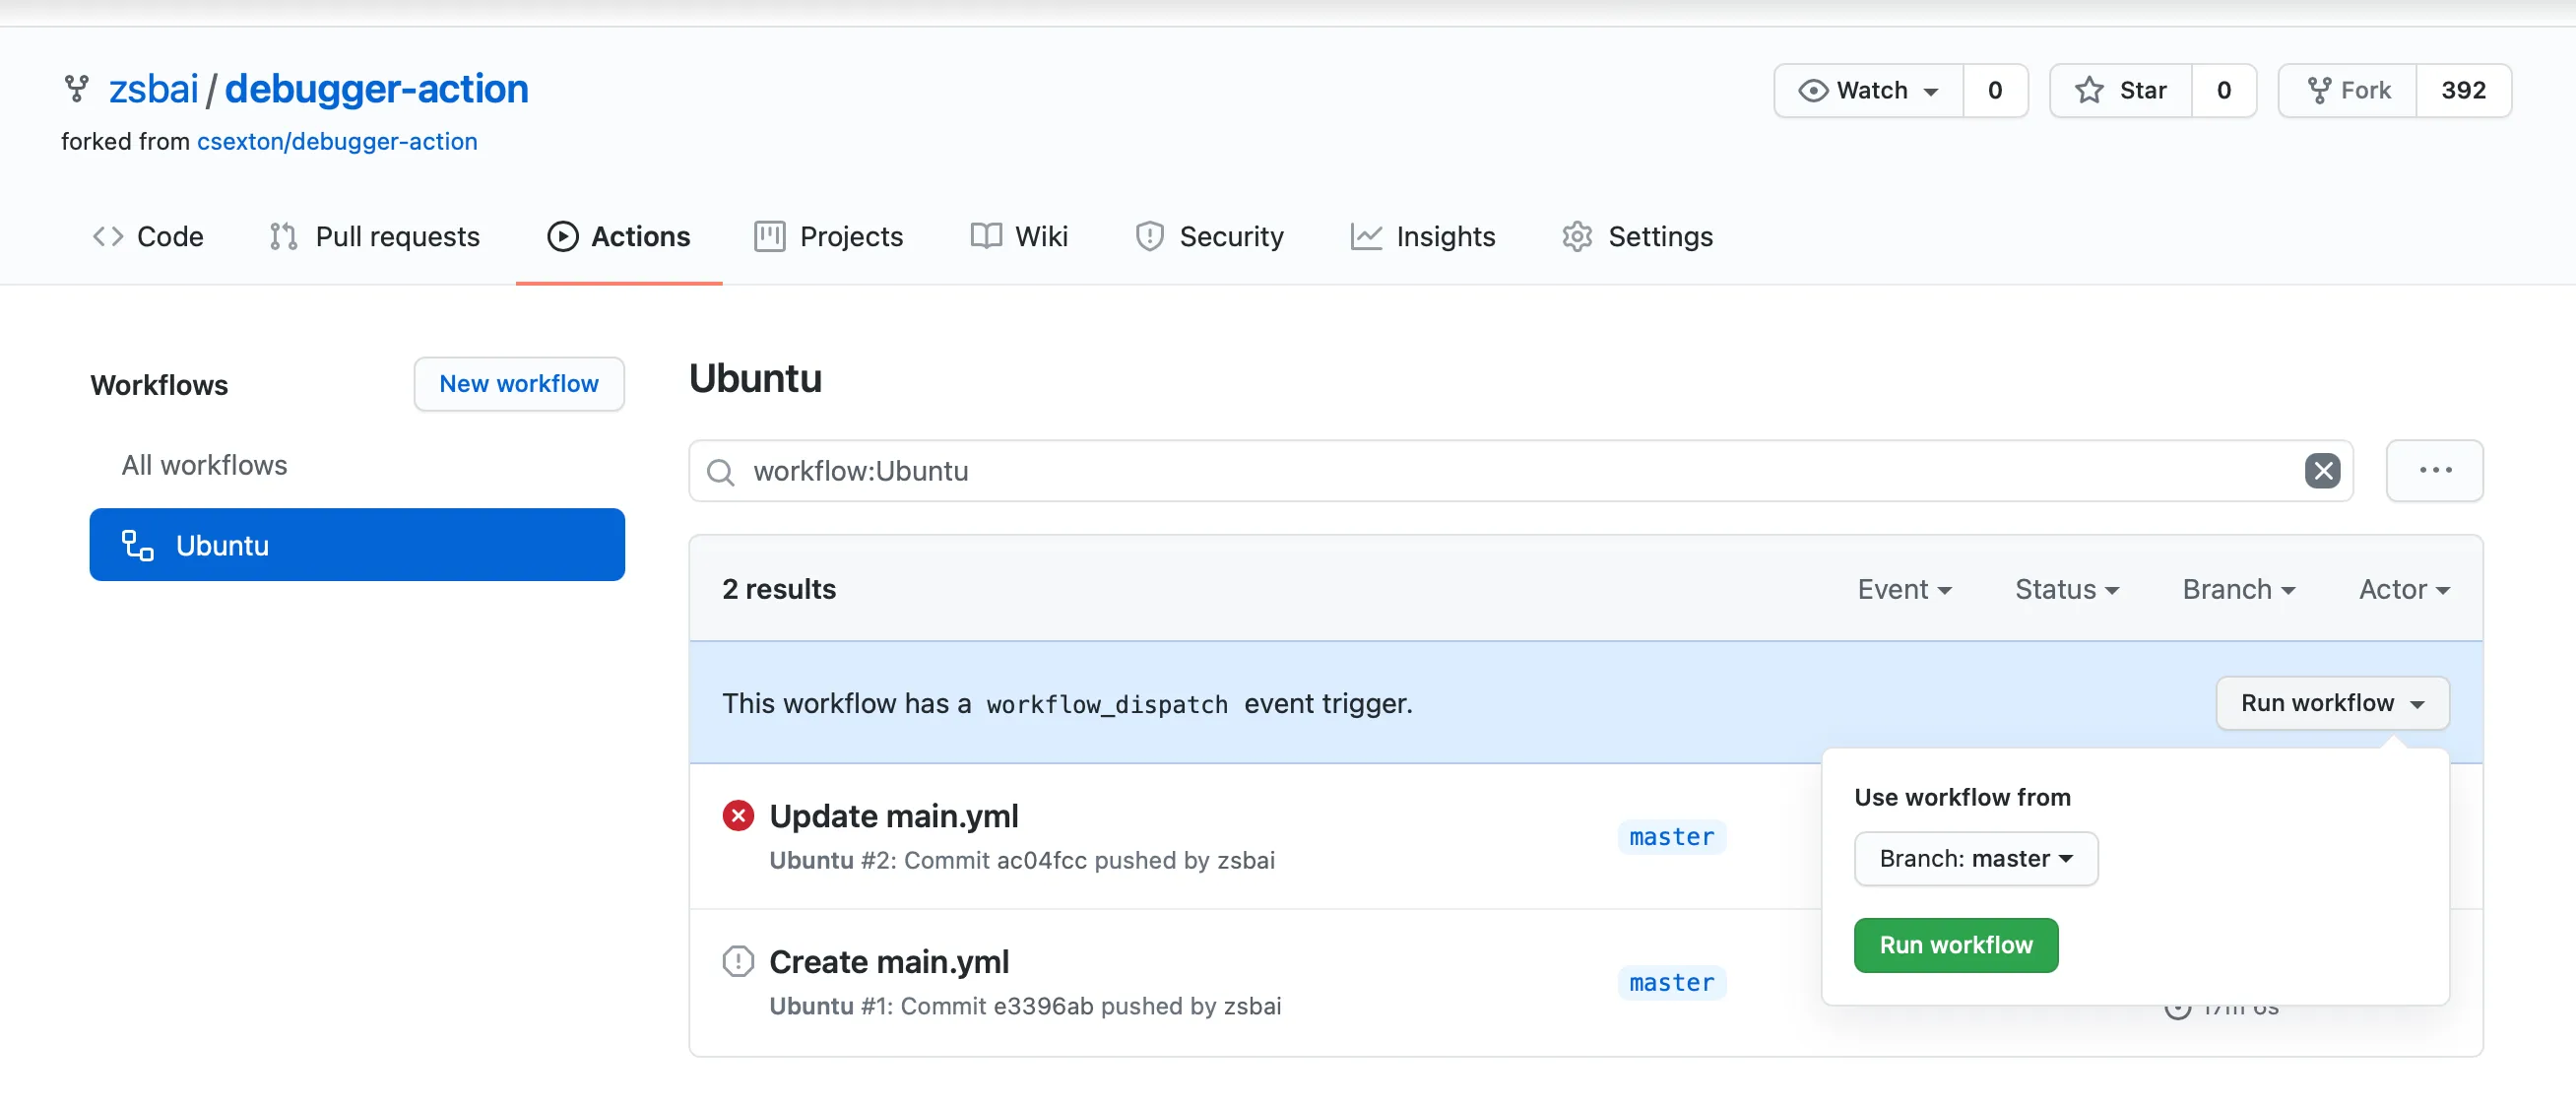 zsbai / debugger-action
Watch 0
Star 0
Fork 392
forked from csexton/debugger-action
Code Pull requests Actions Projects Wiki Security Insights Settings
Workflows
New workflow
All workflows
Ubuntu
Ubuntu
workflow:Ubuntu
2 results
Event Status Branch Actor
This workflow has a workflow_dispatch event trigger.
Run workflow
Use workflow from
Branch: master
Run workflow
Update main.yml
Ubuntu #2: Commit ac04fcc pushed by zsbai
master
Create main.yml
Ubuntu #1: Commit e3396ab pushed by zsbai
master